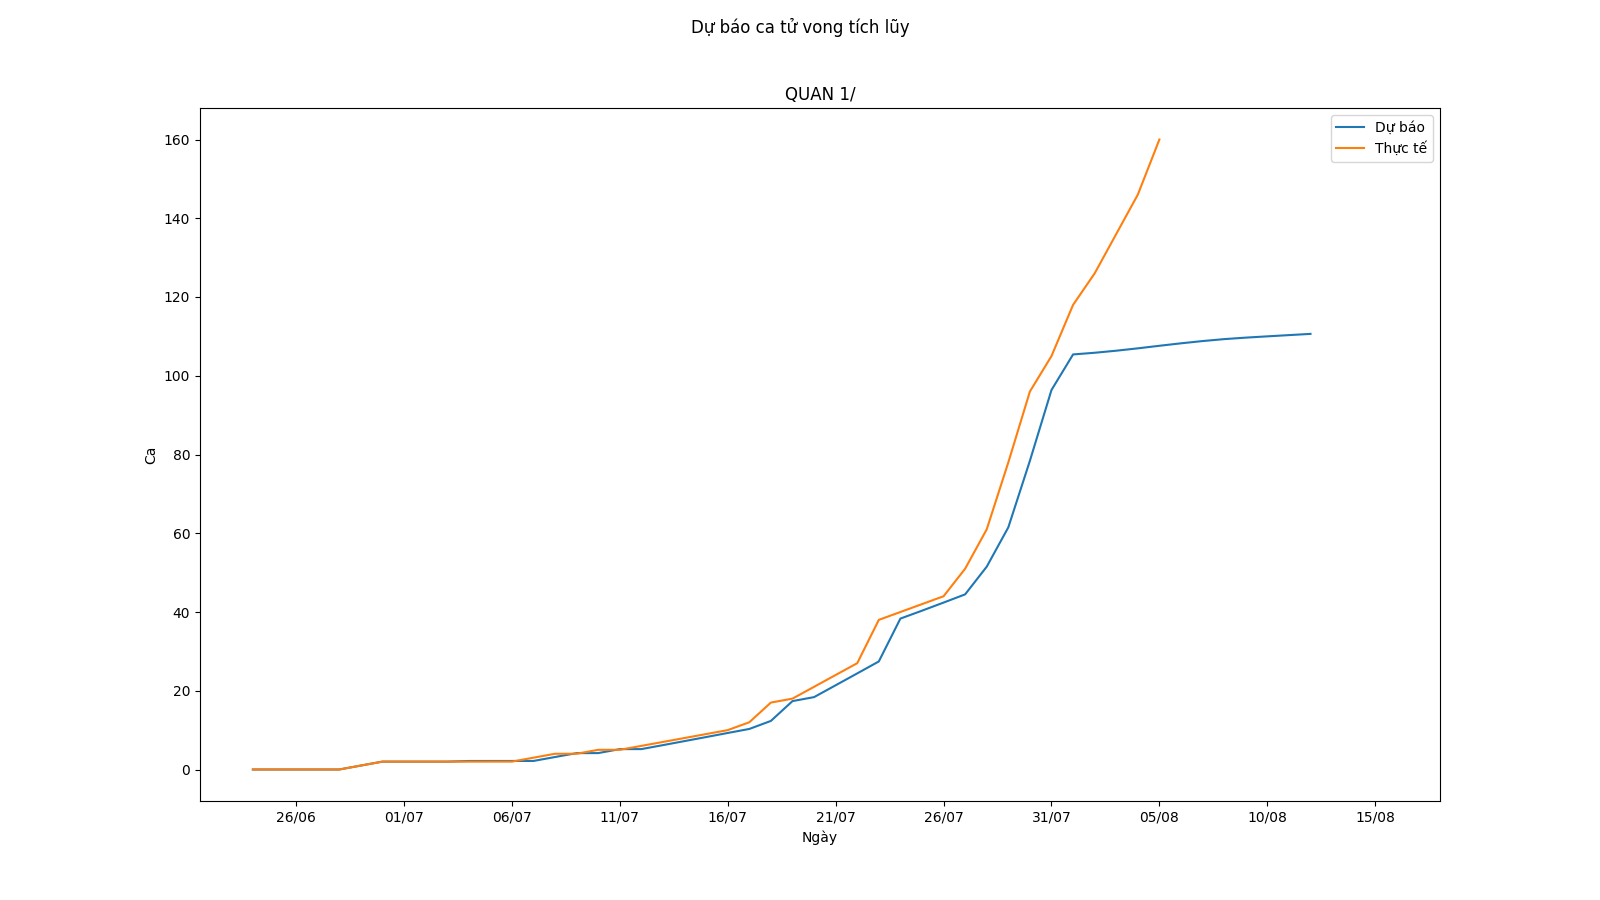 Dự báo ca tử vong tích lũy
QUAN 1/
Dự báo
Thực tế
160
140
120
100
80
60
40
20
0
Ca
26/06 01/07 06/07 11/07 16/07 21/07 26/07 31/07 05/08 10/08 15/08
Ngày